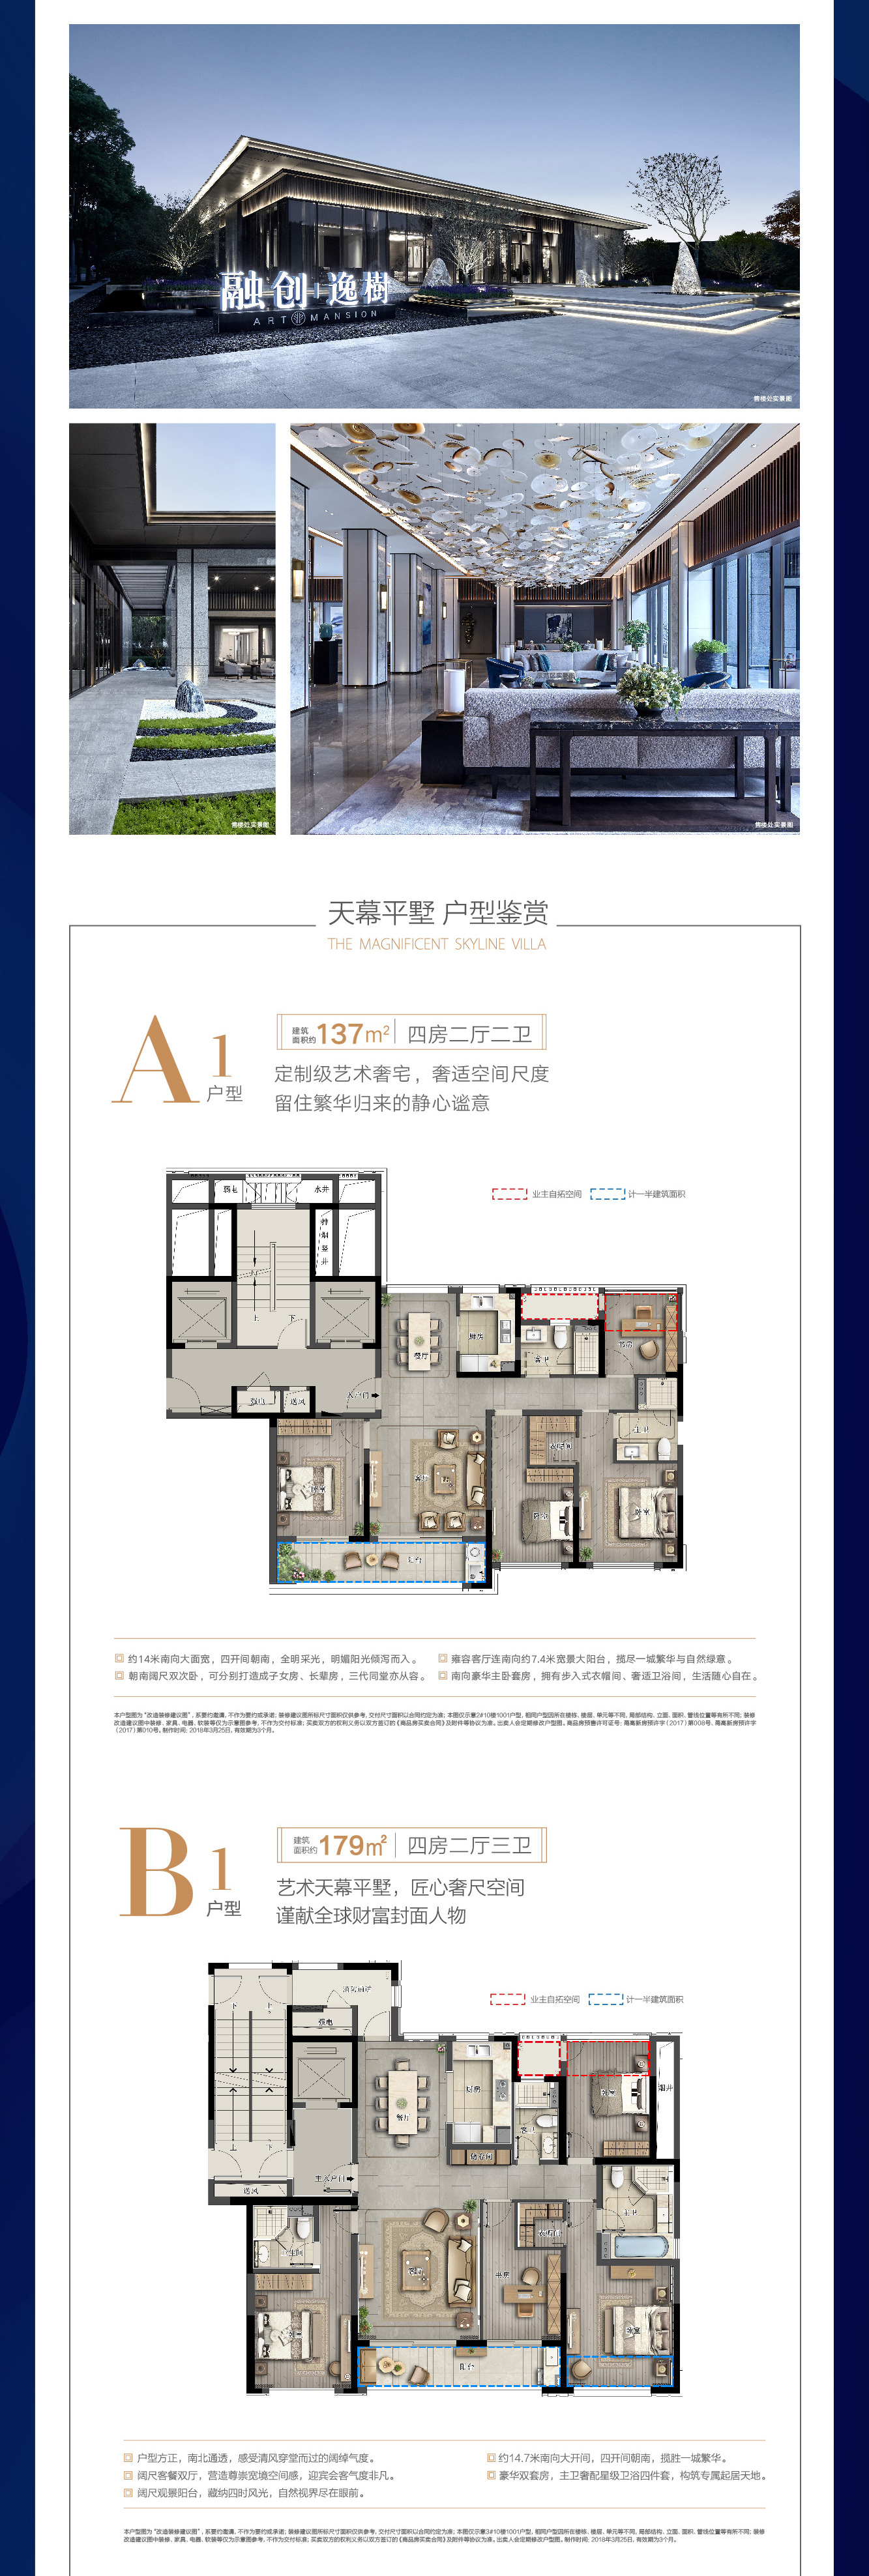 融创 逸樹
ART MANSION
售楼处实景图
售楼处实景图
售楼处实景图
天幕平墅 户型鉴赏
THE MAGNIFICENT SKYLINE VILLA
A1
户型
建筑
面积约 137m² 四房二厅二卫
定制级艺术奢宅，奢适空间尺度
留住繁华归来的静心谧意
业主自拓空间 计一半建筑面积
弱电
水井
上
下
强电
送风
入户门
餐厅
厨房
客卫
书房
主卫
衣帽间
卧室
客厅
卧室
卧室
阳台
约14米南向大面宽，四开间朝南，全明采光，明媚阳光倾泻而入。
朝南阔尺双次卧，可分别打造成子女房、长辈房，三代同堂亦从容。
雍容客厅连南向约7.4米宽景大阳台，揽尽一城繁华与自然绿意。
南向豪华主卧套房，拥有步入式衣帽间、奢适卫浴间，生活随心自在。
B1
户型
建筑
面积约 179㎡ 四房二厅三卫
艺术天幕平墅，匠心奢尺空间
谨献全球财富封面人物
业主自拓空间 计一半建筑面积
下
上
强电
上
下
送风
主入户门
餐厅
厨房
储物间
客卫
卧室
烟井
主卫
衣帽间
卫生间
客厅
书房
卧室
卧室
阳台
户型方正，南北通透，感受清风穿堂而过的阔绰气度。
阔尺客餐双厅，营造尊崇宽境空间感，迎宾会客气度非凡。
阔尺观景阳台，藏纳四时风光，自然视界尽在眼前。
约14.7米南向大开间，四开间朝南，揽胜一城繁华。
豪华双套房，主卫奢配星级卫浴四件套，构筑专属起居天地。